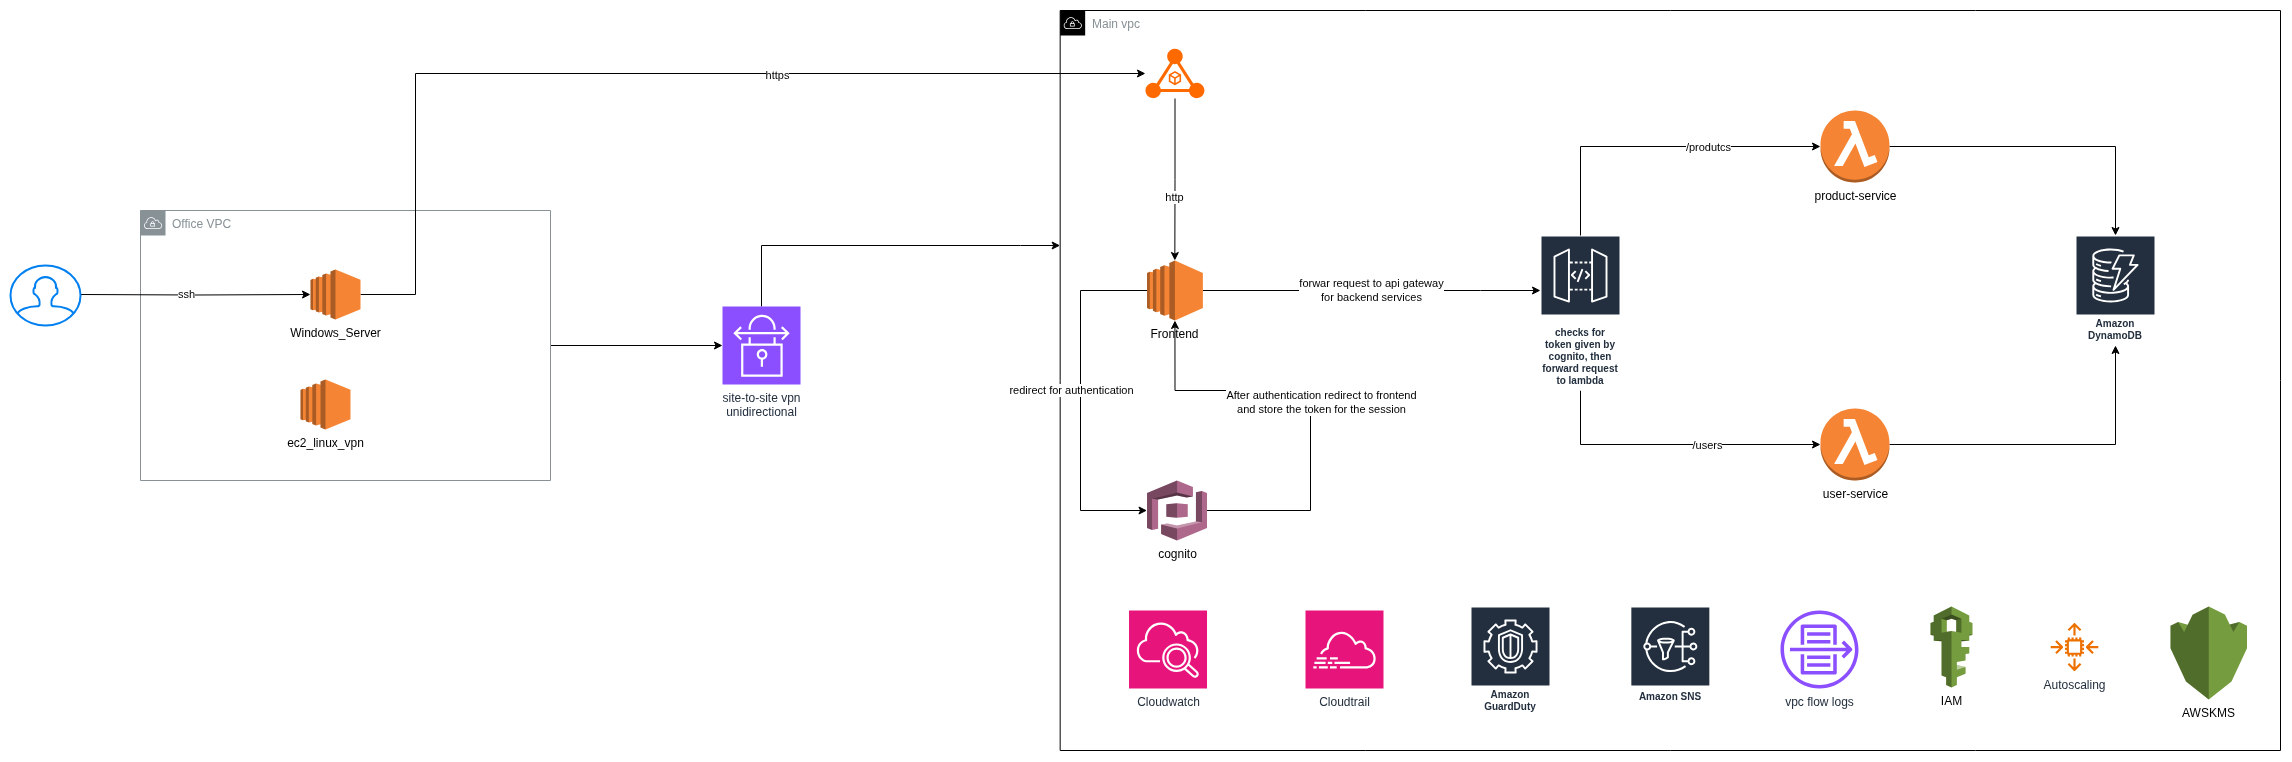 Main vpc
https
http
Office VPC
ssh
Windows_Server
ec2_linux_vpn
site-to-site vpn
unidirectional
Frontend
forwar request to api gateway
for backend services
redirect for authentication
After authentication redirect to frontend
and store the token for the session
cognito
checks for
token given by
cognito, then
forward request
to lambda
/produtcs
product-service
/users
user-service
Amazon
DynamoDB
Cloudwatch
Cloudtrail
Amazon
GuardDuty
Amazon SNS
vpc flow logs
IAM
Autoscaling
AWSKMS